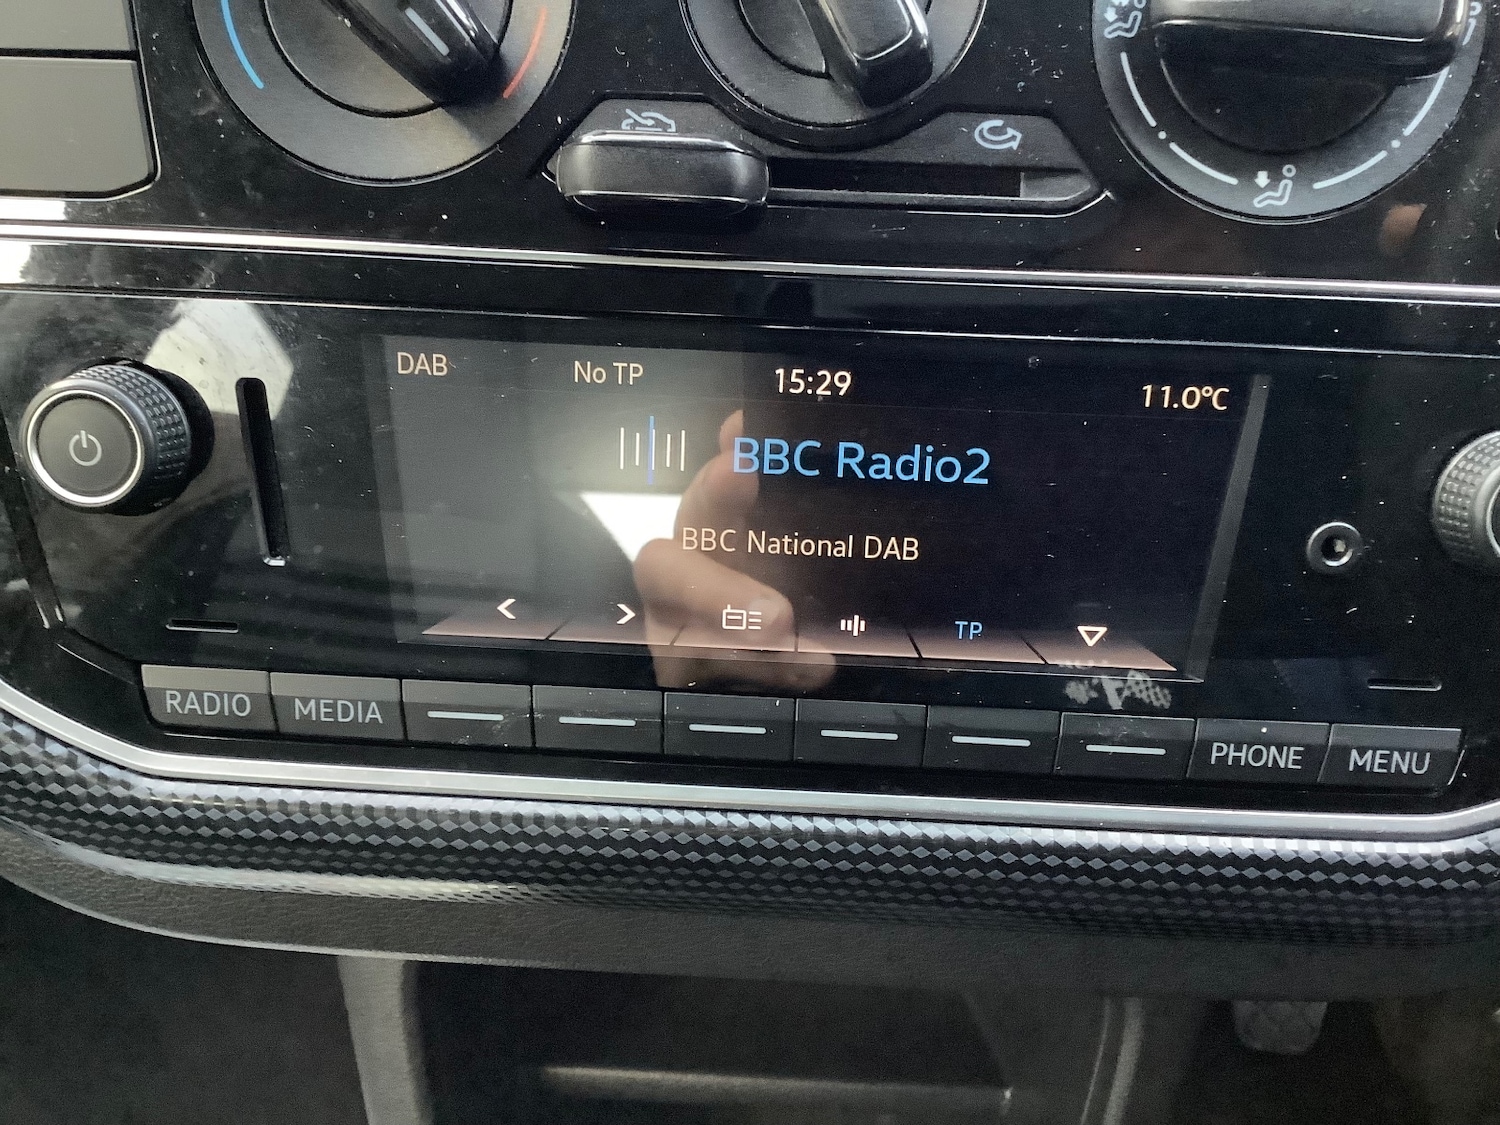 DAB No TP 15:29 11.0°C
BBC Radio2
BBC National DAB
< > TP
RADIO MEDIA PHONE MENU